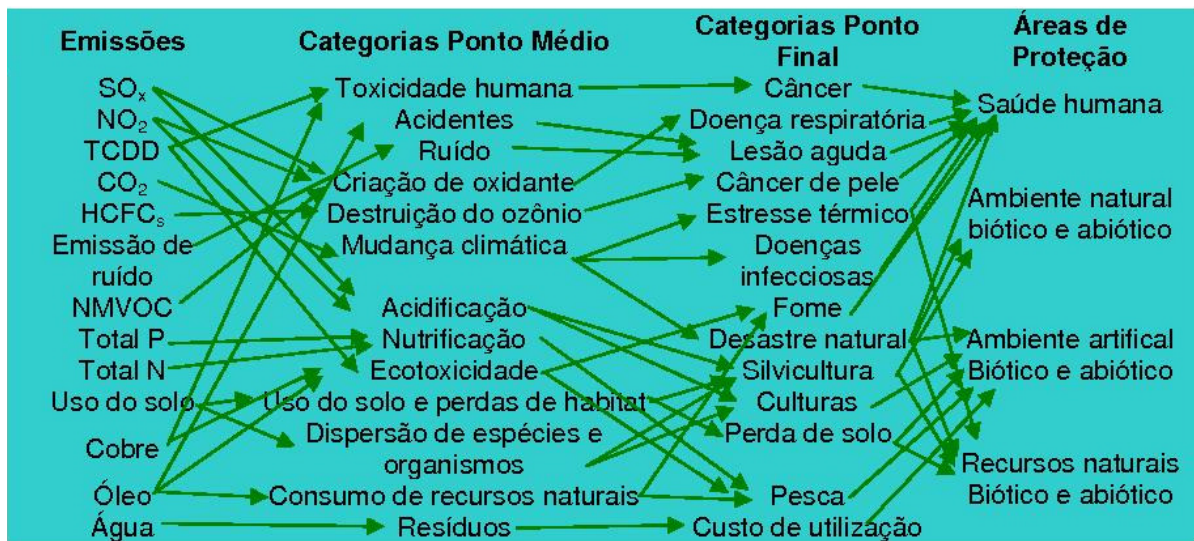 Emissões
SOx
NO2
TCDD
CO2
HCFCs
Emissão de
ruído
NMVOC
Total P
Total N
Uso do solo
Cobre
Óleo
Água
Categorias Ponto Médio
Toxicidade humana
Acidentes
Ruído
Criação de oxidante
Destruição do ozônio
Mudança climática
Acidificação
Nutrificação
Ecotoxicidade
Uso do solo e perdas de habitat
Dispersão de espécies e
organismos
Consumo de recursos naturais
Resíduos
Categorias Ponto
Final
Câncer
Doença respiratória
Lesão aguda
Câncer de pele
Estresse térmico
Doenças
infecciosas
Fome
Desastre natural
Silvicultura
Culturas
Perda de solo
Pesca
Custo de utilização
Áreas de
Proteção
Saúde humana
Ambiente natural
biótico e abiótico
Ambiente artifical
Biótico e abiótico
Recursos naturais
Biótico e abiótico